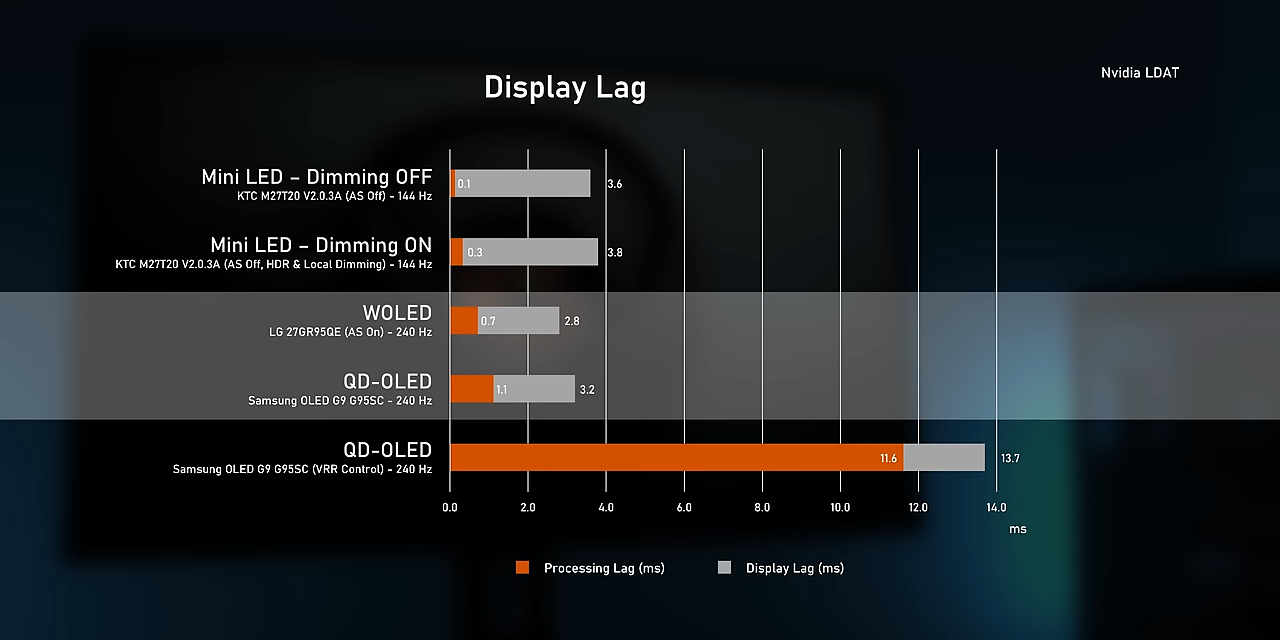 Display Lag
Nvidia LDAT
Mini LED – Dimming OFF
KTC M27T20 V2.0.3A (AS Off) - 144 Hz
0.1
3.6
Mini LED – Dimming ON
KTC M27T20 V2.0.3A (AS Off, HDR & Local Dimming) - 144 Hz
0.3
3.8
WOLED
LG 27GR95QE (AS On) - 240 Hz
0.7
2.8
QD-OLED
Samsung OLED G9 G95SC - 240 Hz
1.1
3.2
QD-OLED
Samsung OLED G9 G95SC (VRR Control) - 240 Hz
11.6
13.7
0.0 2.0 4.0 6.0 8.0 10.0 12.0 14.0
ms
Processing Lag (ms) Display Lag (ms)